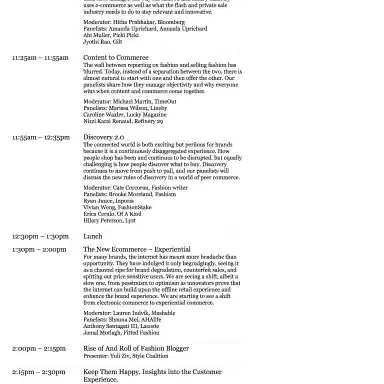 uses e-commerce as well as what the flash and private sale
industry needs to do to stay relevant and innovative.
Moderator: Hitha Prabhakar, Bloomberg
Panelists: Amanda Uprichard, Amanda Uprichard
Abi Muller, Picki Picki
Jyothi Rao, Gilt
11:25am – 11:55am
Content to Commerce
The wall between reporting on fashion and selling fashion has
blurred. Today, instead of a separation between the two, there is
almost natural to start with one and then offer the other. Our
panelists share how they manage objectivity and why everyone
wins when content and commerce come together.
Moderator: Michael Martin, TimeOut
Panelists: Marissa Wilson, Linsby
Caroline Waxler, Lucky Magazine
Nizzi Karai Renaud, Refinery 29
11:55am – 12:35pm
Discovery 2.0
The connected world is both exciting but perilous for brands
because it is a continuously disaggregated experience. How
people shop has been and continues to be disrupted, but equally
challenging is how people discover what to buy. Discovery
continues to move from push to pull, and our panelists will
discuss the new rules of discovery in a world of peer commerce.
Moderator: Cate Corcoran, Fashion writer
Panelists: Brooke Moreland, Fashism
Ryan Junee, Inporia
Vivian Weng, FashionStake
Erica Cerulo, Of A Kind
Hilary Peterson, Lyst
12:30pm – 1:30pm
Lunch
1:30pm – 2:00pm
The New Ecommerce – Experiential
For many brands, the internet has meant more headache than
opportunity. They have indulged it only begrudgingly, seeing it
as a channel ripe for brand degradation, counterfeit sales, and
spitting out price sensitive users. We are seeing a shift, albeit a
slow one, from pessimism to optimism as innovators prove that
the internet can build upon the offline retail experience and
enhance the brand experience. We are starting to see a shift
from electronic commerce to experiential commerce.
Moderator: Lauren Indvik, Mashable
Panelists: Shauna Mei, AHAlife
Anthony Santagati III, Lacoste
Jamal Motlagh, Fitted Fashion
2:00pm – 2:15pm
Rise of And Roll of Fashion Blogger
Presenter: Yuli Ziv, Style Coalition
2:15pm – 2:30pm
Keep Them Happy. Insights into the Customer
Experience.